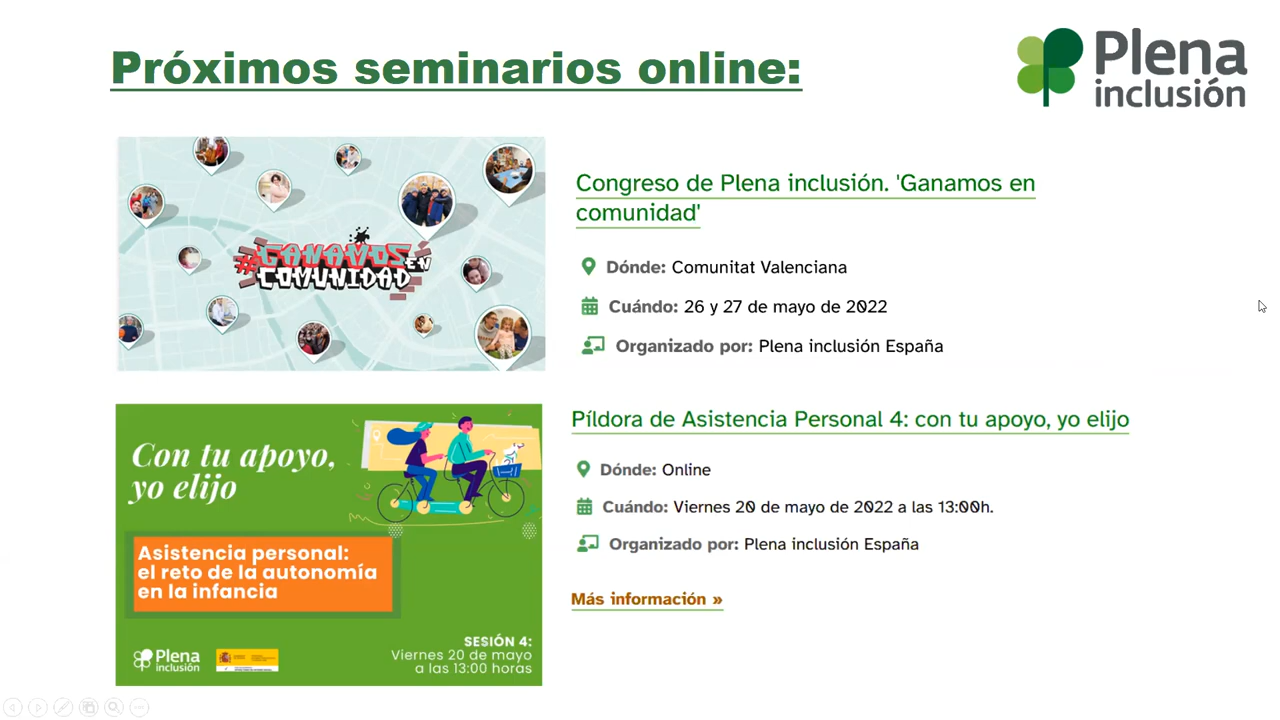 Próximos seminarios online:
Plena
inclusión
#GANAMOS EN
COMUNIDAD
Congreso de Plena inclusión. 'Ganamos en
comunidad'
Dónde: Comunitat Valenciana
Cuándo: 26 y 27 de mayo de 2022
Organizado por: Plena inclusión España
Con tu apoyo,
yo elijo
Asistencia personal:
el reto de la autonomía
en la infancia
Plena
inclusión
SESIÓN 4:
Viernes 20 de mayo
a las 13:00 horas
Píldora de Asistencia Personal 4: con tu apoyo, yo elijo
Dónde: Online
Cuándo: Viernes 20 de mayo de 2022 a las 13:00h.
Organizado por: Plena inclusión España
Más información »